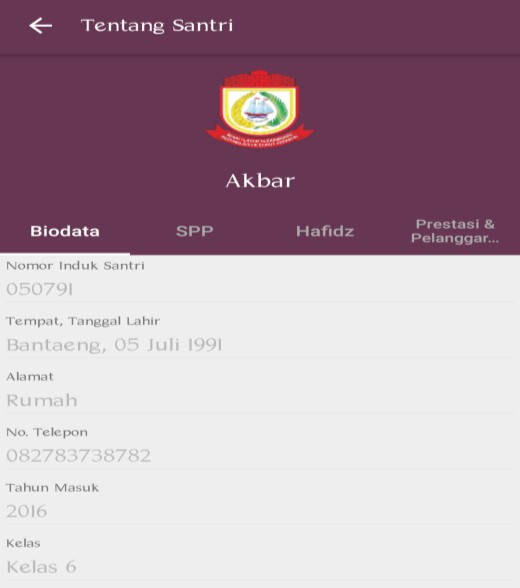 Tentang Santri
Akbar
Biodata
SPP
Hafidz
Prestasi &
Pelanggar...
Nomor Induk Santri
050791
Tempat, Tanggal Lahir
Bantaeng, 05 Juli 1991
Alamat
Rumah
No. Telepon
082783738782
Tahun Masuk
2016
Kelas
Kelas 6